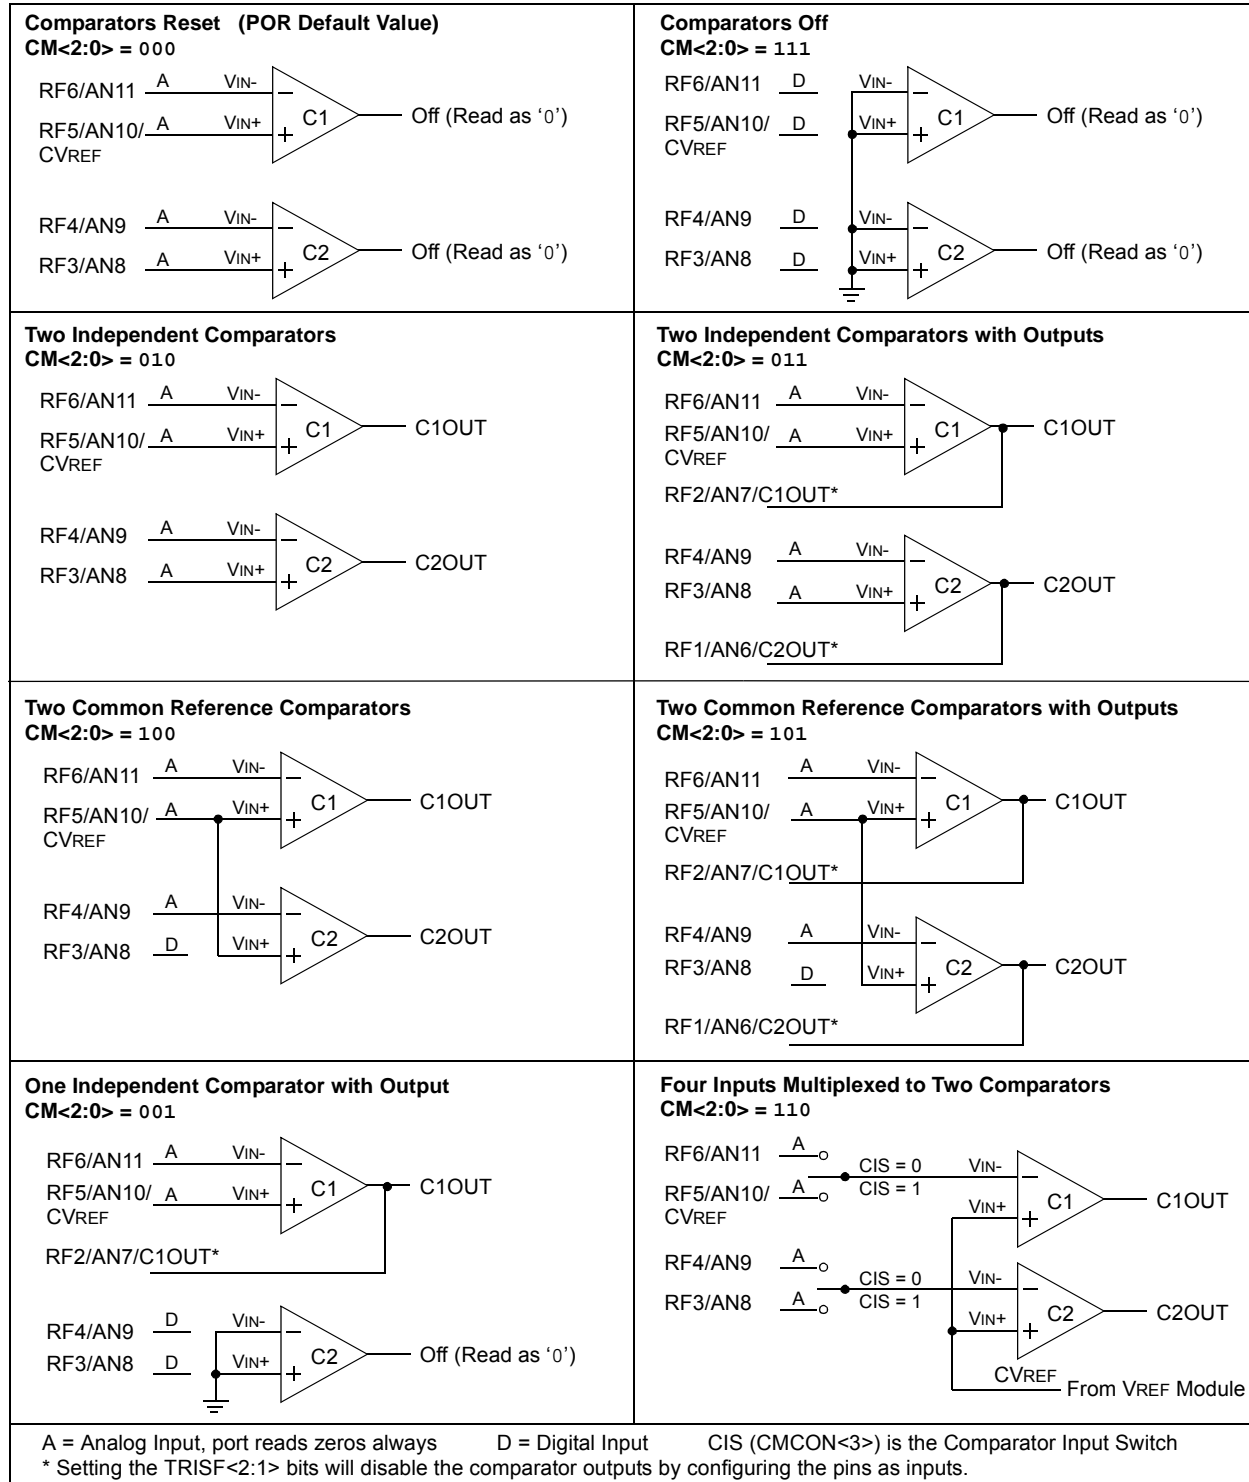 Comparators Reset (POR Default Value)
CM<2:0> = 000
RF6/AN11 A VIN-
RF5/AN10/ A VIN+
CVREF
C1
Off (Read as ‘0’)
RF4/AN9 A VIN-
RF3/AN8 A VIN+
C2
Off (Read as ‘0’)
Comparators Off
CM<2:0> = 111
RF6/AN11 D VIN-
RF5/AN10/ D VIN+
CVREF
C1
Off (Read as ‘0’)
RF4/AN9 D VIN-
RF3/AN8 D VIN+
C2
Off (Read as ‘0’)
Two Independent Comparators
CM<2:0> = 010
RF6/AN11 A VIN-
RF5/AN10/ A VIN+
CVREF
C1
C1OUT
RF4/AN9 A VIN-
RF3/AN8 A VIN+
C2
C2OUT
Two Independent Comparators with Outputs
CM<2:0> = 011
RF6/AN11 A VIN-
RF5/AN10/ A VIN+
CVREF
C1
C1OUT
RF2/AN7/C1OUT*
RF4/AN9 A VIN-
RF3/AN8 A VIN+
C2
C2OUT
RF1/AN6/C2OUT*
Two Common Reference Comparators
CM<2:0> = 100
RF6/AN11 A VIN-
RF5/AN10/ A VIN+
CVREF
C1
C1OUT
RF4/AN9 A VIN-
RF3/AN8 D VIN+
C2
C2OUT
Two Common Reference Comparators with Outputs
CM<2:0> = 101
RF6/AN11 A VIN-
RF5/AN10/ A VIN+
CVREF
C1
C1OUT
RF2/AN7/C1OUT*
RF4/AN9 A VIN-
RF3/AN8 D VIN+
C2
C2OUT
RF1/AN6/C2OUT*
One Independent Comparator with Output
CM<2:0> = 001
RF6/AN11 A VIN-
RF5/AN10/ A VIN+
CVREF
C1
C1OUT
RF2/AN7/C1OUT*
RF4/AN9 D VIN-
RF3/AN8 D VIN+
C2
Off (Read as ‘0’)
Four Inputs Multiplexed to Two Comparators
CM<2:0> = 110
RF6/AN11 A
CIS = 0 VIN-
RF5/AN10/ A CIS = 1
CVREF
VIN+
C1
C1OUT
RF4/AN9 A
CIS = 0 VIN-
RF3/AN8 A CIS = 1
VIN+
C2
C2OUT
CVREF
From VREF Module
A = Analog Input, port reads zeros always D = Digital Input CIS (CMCON<3>) is the Comparator Input Switch
* Setting the TRISF<2:1> bits will disable the comparator outputs by configuring the pins as inputs.